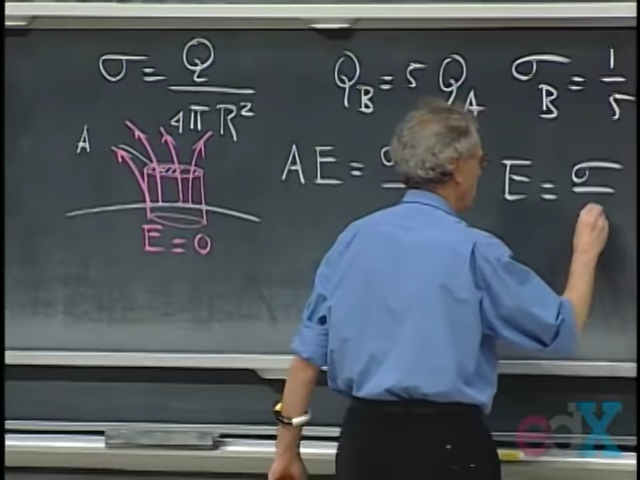 σ = Q / 4πR²
Q_B = 5 Q_A
σ_B = 1/5
A
AE =
E = σ
E = 0
edX